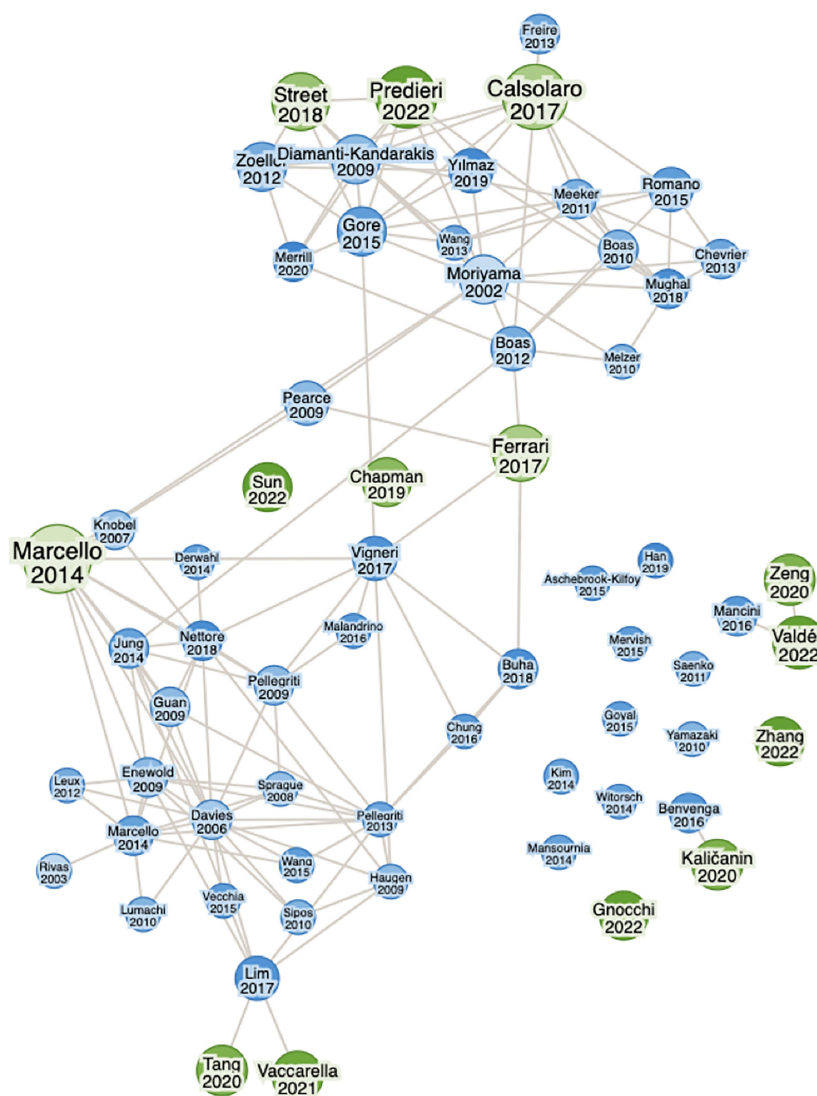 Freire
2013
Street
2018
Predieri
2022
Calsolaro
2017
Zoeller
2012
Diamanti-Kandarakis
2009
Yılmaz
2019
Meeker
2011
Romano
2015
Gore
2015
Wang
2013
Boas
2010
Chevrier
2013
Merrill
2020
Moriyama
2002
Mughal
2018
Boas
2012
Melzer
2010
Pearce
2009
Ferrari
2017
Sun
2022
Chapman
2019
Knobel
2007
Marcello
2014
Derwahl
2014
Vigneri
2017
Han
2019
Aschebrook-Kilfoy
2015
Zeng
2020
Mancini
2016
Valdé
2022
Jung
2014
Nettore
2018
Malandrino
2016
Mervish
2015
Saenko
2011
Buha
2018
Pellegriti
2009
Guan
2009
Chung
2016
Goyal
2015
Yamazaki
2010
Zhang
2022
Leux
2012
Enewold
2009
Sprague
2008
Kim
2014
Witorsch
2014
Benvenga
2016
Marcello
2014
Davies
2006
Pellegriti
2013
Mansournia
2014
Kaličanin
2020
Rivas
2003
Wang
2015
Haugen
2009
Lumachi
2010
Vecchia
2015
Sipos
2010
Gnocchi
2022
Lim
2017
Tang
2020
Vaccarella
2021